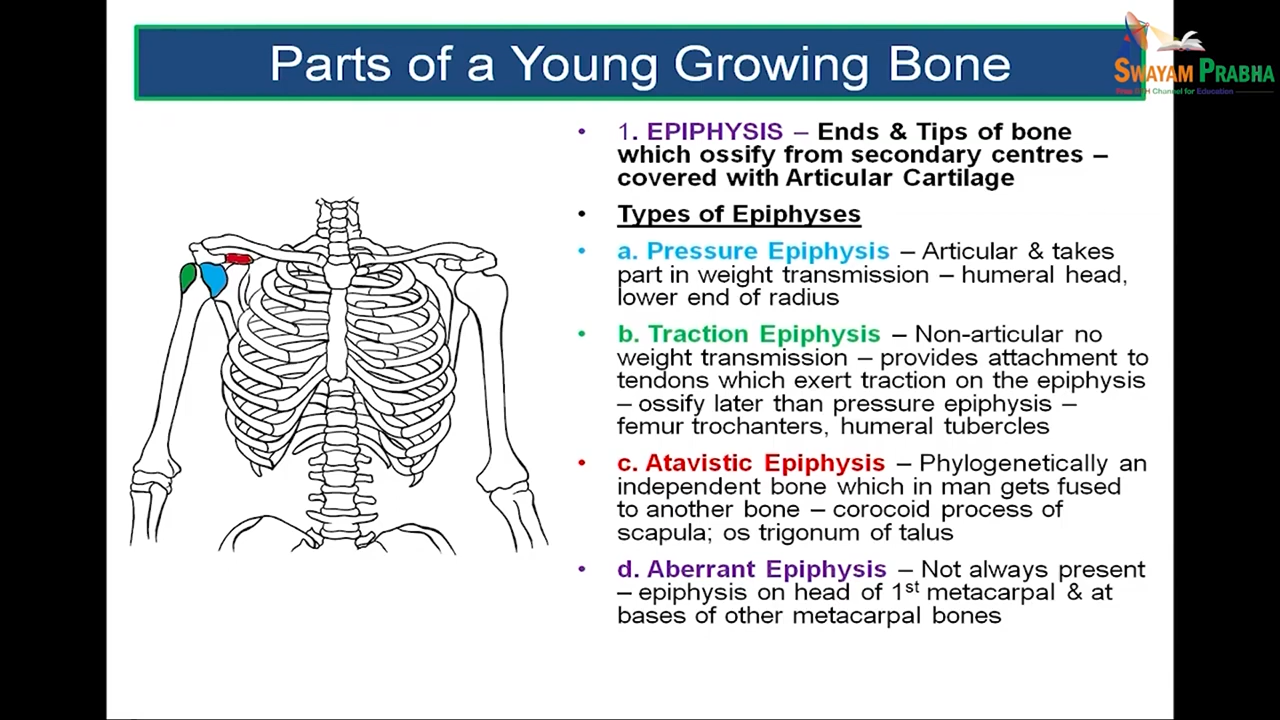 Parts of a Young Growing Bone
SWAYAM PRABHA
Free DTH Channel for Education
• 1. EPIPHYSIS – Ends & Tips of bone
which ossify from secondary centres –
covered with Articular Cartilage
• Types of Epiphyses
• a. Pressure Epiphysis – Articular & takes
part in weight transmission – humeral head,
lower end of radius
• b. Traction Epiphysis – Non-articular no
weight transmission – provides attachment to
tendons which exert traction on the epiphysis
– ossify later than pressure epiphysis –
femur trochanters, humeral tubercles
• c. Atavistic Epiphysis – Phylogenetically an
independent bone which in man gets fused
to another bone – corocoid process of
scapula; os trigonum of talus
• d. Aberrant Epiphysis – Not always present
– epiphysis on head of 1st metacarpal & at
bases of other metacarpal bones